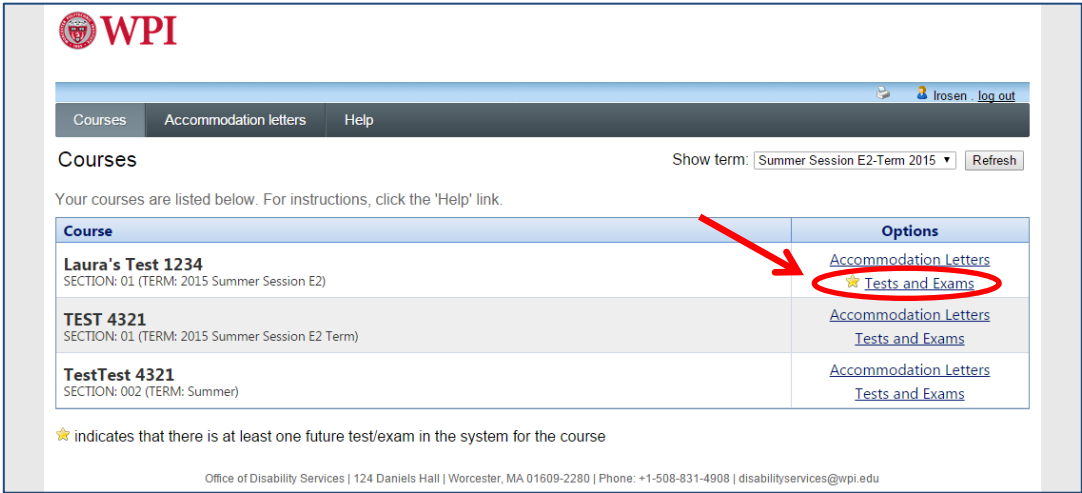 WPI
lrosen . log out
Courses Accommodation letters Help
Courses Show term: Summer Session E2-Term 2015 Refresh
Your courses are listed below. For instructions, click the 'Help' link.
Course Options
Laura's Test 1234 Accommodation Letters
SECTION: 01 (TERM: 2015 Summer Session E2) Tests and Exams
TEST 4321 Accommodation Letters
SECTION: 01 (TERM: 2015 Summer Session E2 Term) Tests and Exams
TestTest 4321 Accommodation Letters
SECTION: 002 (TERM: Summer) Tests and Exams
indicates that there is at least one future test/exam in the system for the course
Office of Disability Services | 124 Daniels Hall | Worcester, MA 01609-2280 | Phone: +1-508-831-4908 | disabilityservices@wpi.edu